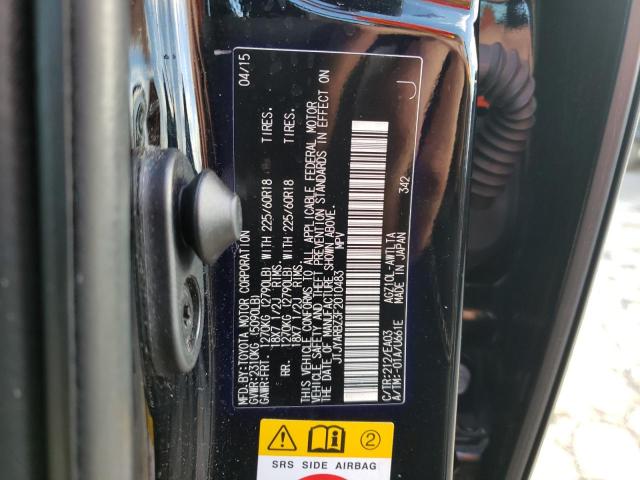 MFD.BY:TOYOTA MOTOR CORPORATION 04/15
GVWR:2310KG (5090LB)
GAWR:FRT. 1270KG (2790LB) WITH 225/60R18 TIRES.
18X7 1/2J RIMS.
RR. 1270KG (2790LB) WITH 225/60R18 TIRES.
18X7 1/2J RIMS.
THIS VEHICLE CONFORMS TO ALL APPLICABLE FEDERAL MOTOR
VEHICLE SAFETY AND THEFT PREVENTION STANDARDS IN EFFECT ON
THE DATE OF MANUFACTURE SHOWN ABOVE.
JTJYARBZ3F2010483 MPV
J
C/TR:212/EA03 AGZ10L-AWTLTA 342
A/TM:-01A/U661E MADE IN JAPAN
2
SRS SIDE AIRBAG